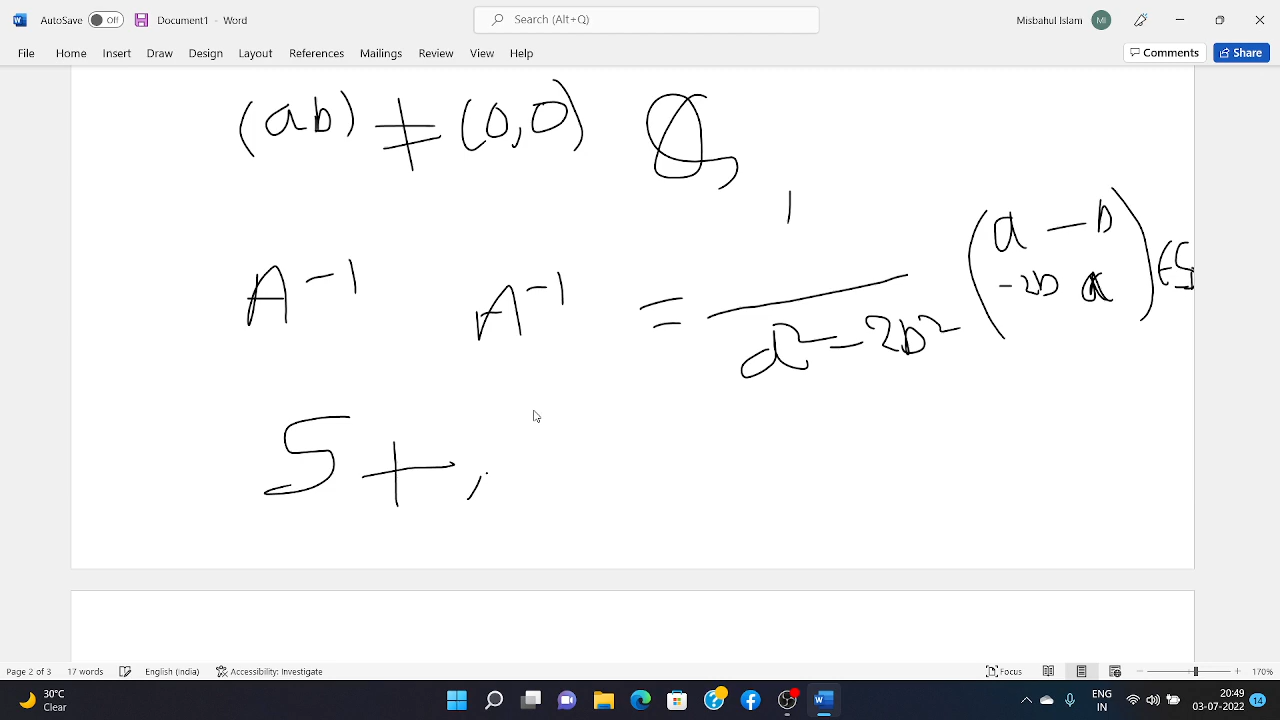 AutoSave Off Document1 - Word Search (Alt+Q) Misbahul Islam MI
File Home Insert Draw Design Layout References Mailings Review View Help Comments Share
(ab) ≠ (0,0) Q,
A⁻¹ A⁻¹ = 1/(a² - 2b²) (a -b
-2b a) ∈ S
S +,
Page 2 of 3 17 words English (India) Accessibility: Investigate Focus 170%
30°C
Clear
ENG
IN
20:49
03-07-2022
14